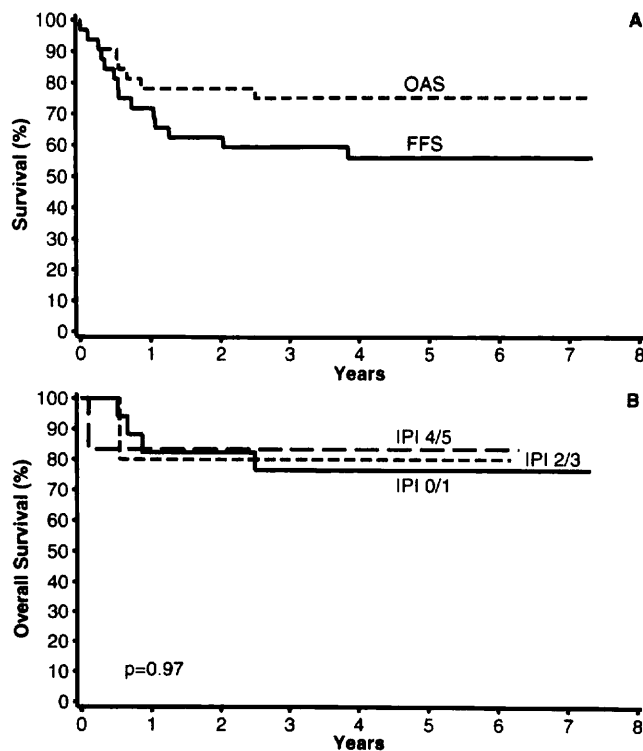 A
100
90
80
70
60
50
40
30
20
10
0
Survival (%)
OAS
FFS
0 1 2 3 4 5 6 7 8
Years
B
100
90
80
70
60
50
40
30
20
10
0
Overall Survival (%)
IPI 4/5
IPI 2/3
IPI 0/1
p=0.97
0 1 2 3 4 5 6 7 8
Years